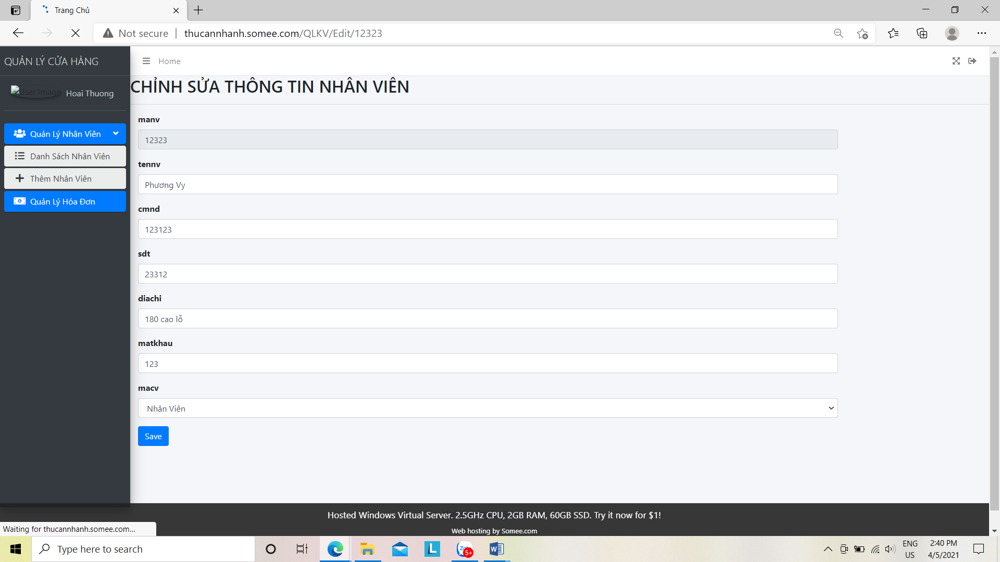 Trang Chủ
Not secure
thucannhanh.somee.com/QLKV/Edit/12323
QUẢN LÝ CỬA HÀNG
Home
User Image
Hoai Thuong
CHỈNH SỬA THÔNG TIN NHÂN VIÊN
Quản Lý Nhân Viên
Danh Sách Nhân Viên
Thêm Nhân Viên
Quản Lý Hóa Đơn
manv
12323
tennv
Phương Vy
cmnd
123123
sdt
23312
diachi
180 cao lỗ
matkhau
123
macv
Nhân Viên
Save
Hosted Windows Virtual Server. 2.5GHz CPU, 2GB RAM, 60GB SSD. Try it now for $1!
Web hosting by Somee.com
Waiting for thucannhanh.somee.com...
Type here to search
L
5+
ENG
US
2:40 PM
4/5/2021